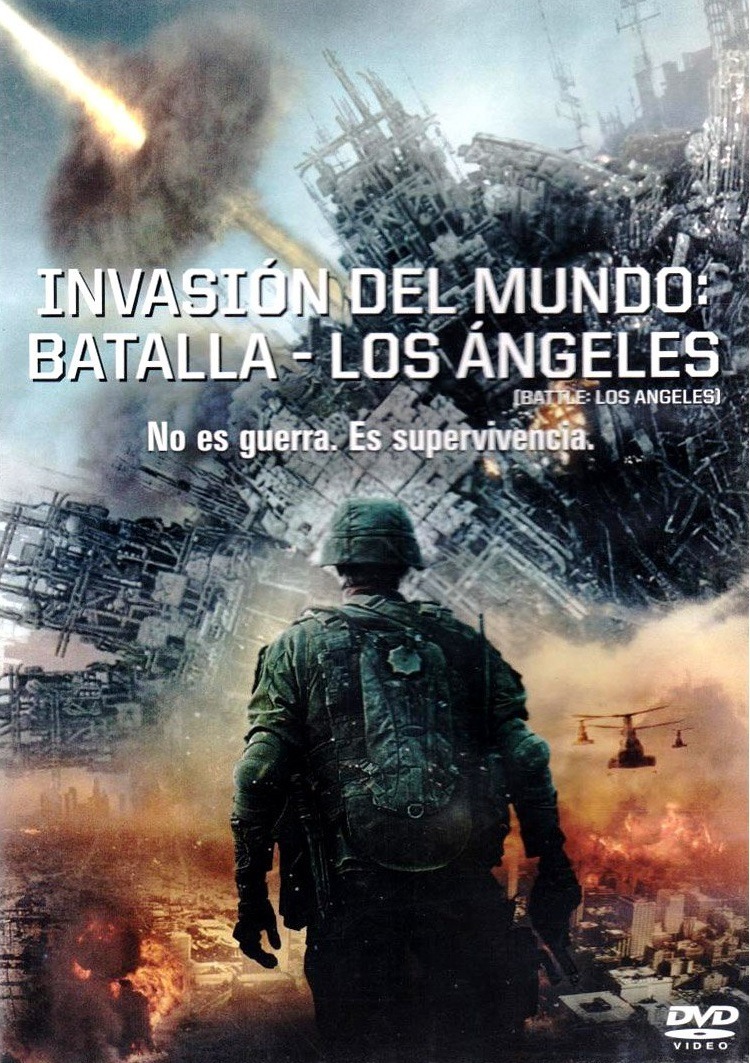 INVASIÓN DEL MUNDO:
BATALLA - LOS ÁNGELES
(BATTLE: LOS ANGELES)
No es guerra. Es supervivencia.
DVD
VIDEO